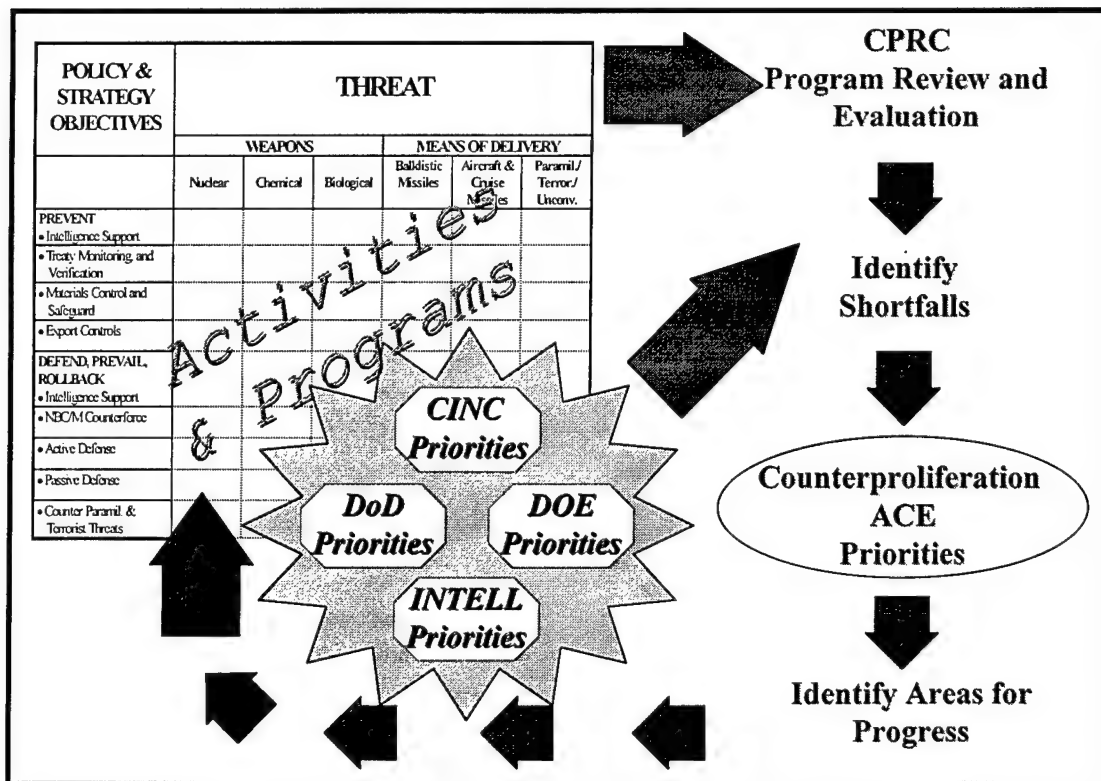 POLICY &
STRATEGY
OBJECTIVES
THREAT
WEAPONS
MEANS OF DELIVERY
Nuclear
Chemical
Biological
Balldistic
Missiles
Aircraft &
Cruise
Missiles
Paramil./
Terror./
Unconv.
PREVENT
• Intelligence Support
• Treaty Monitoring and
Verification
• Materials Control and
Safeguard
• Export Controls
DEFEND, PREVAIL,
ROLLBACK
• Intelligence Support
• NBC/M Counterforce
• Active Defense
• Passive Defense
• Counter Paramil. &
Terrorist Threats
Activities
& Programs
CINC
Priorities
DoD
Priorities
DOE
Priorities
INTELL
Priorities
CPRC
Program Review and
Evaluation
Identify
Shortfalls
Counterproliferation
ACE
Priorities
Identify Areas for
Progress